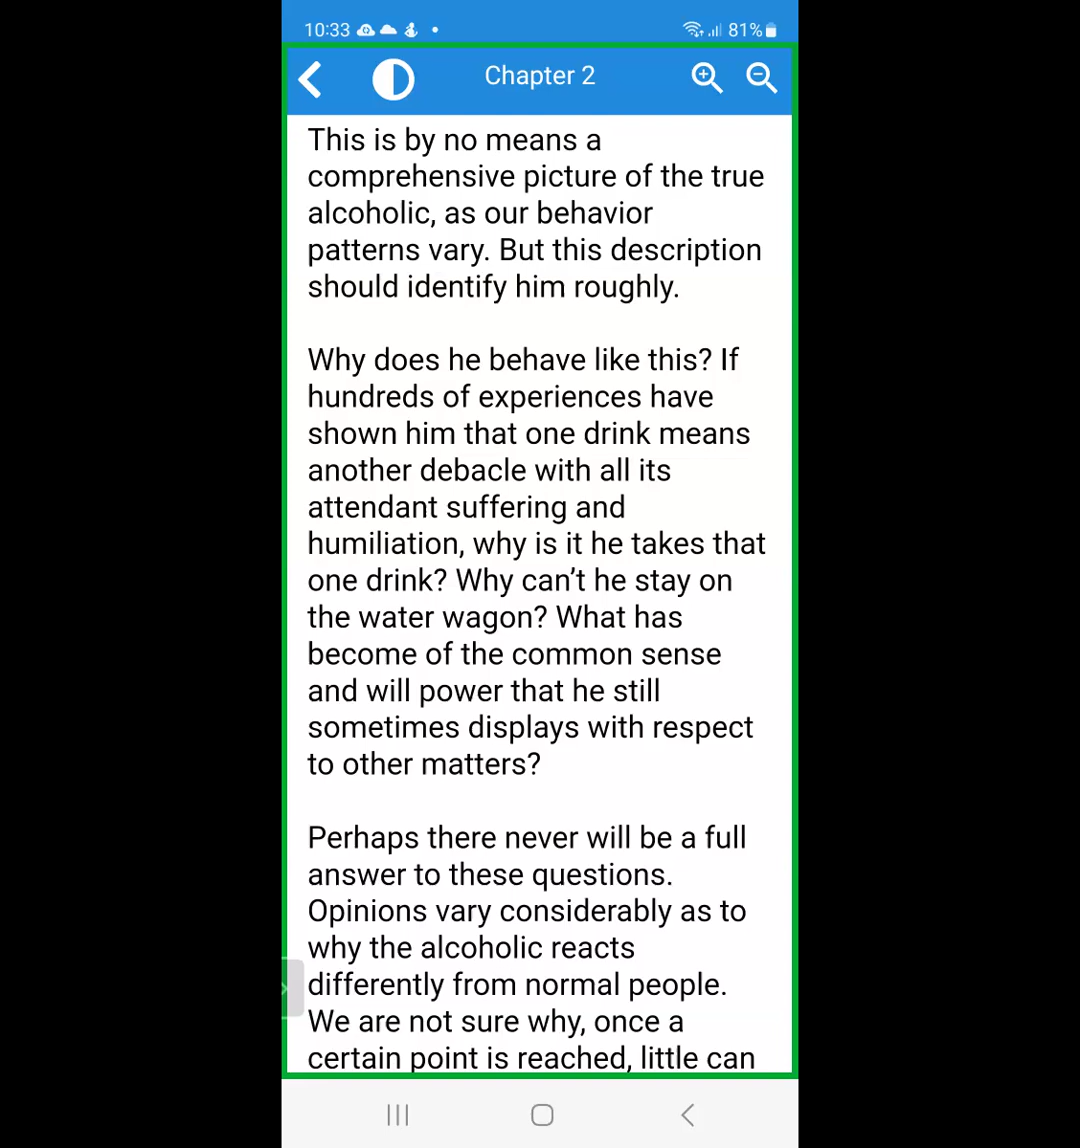 10:33
81%
Chapter 2
This is by no means a
comprehensive picture of the true
alcoholic, as our behavior
patterns vary. But this description
should identify him roughly.
Why does he behave like this? If
hundreds of experiences have
shown him that one drink means
another debacle with all its
attendant suffering and
humiliation, why is it he takes that
one drink? Why can’t he stay on
the water wagon? What has
become of the common sense
and will power that he still
sometimes displays with respect
to other matters?
Perhaps there never will be a full
answer to these questions.
Opinions vary considerably as to
why the alcoholic reacts
differently from normal people.
We are not sure why, once a
certain point is reached, little can